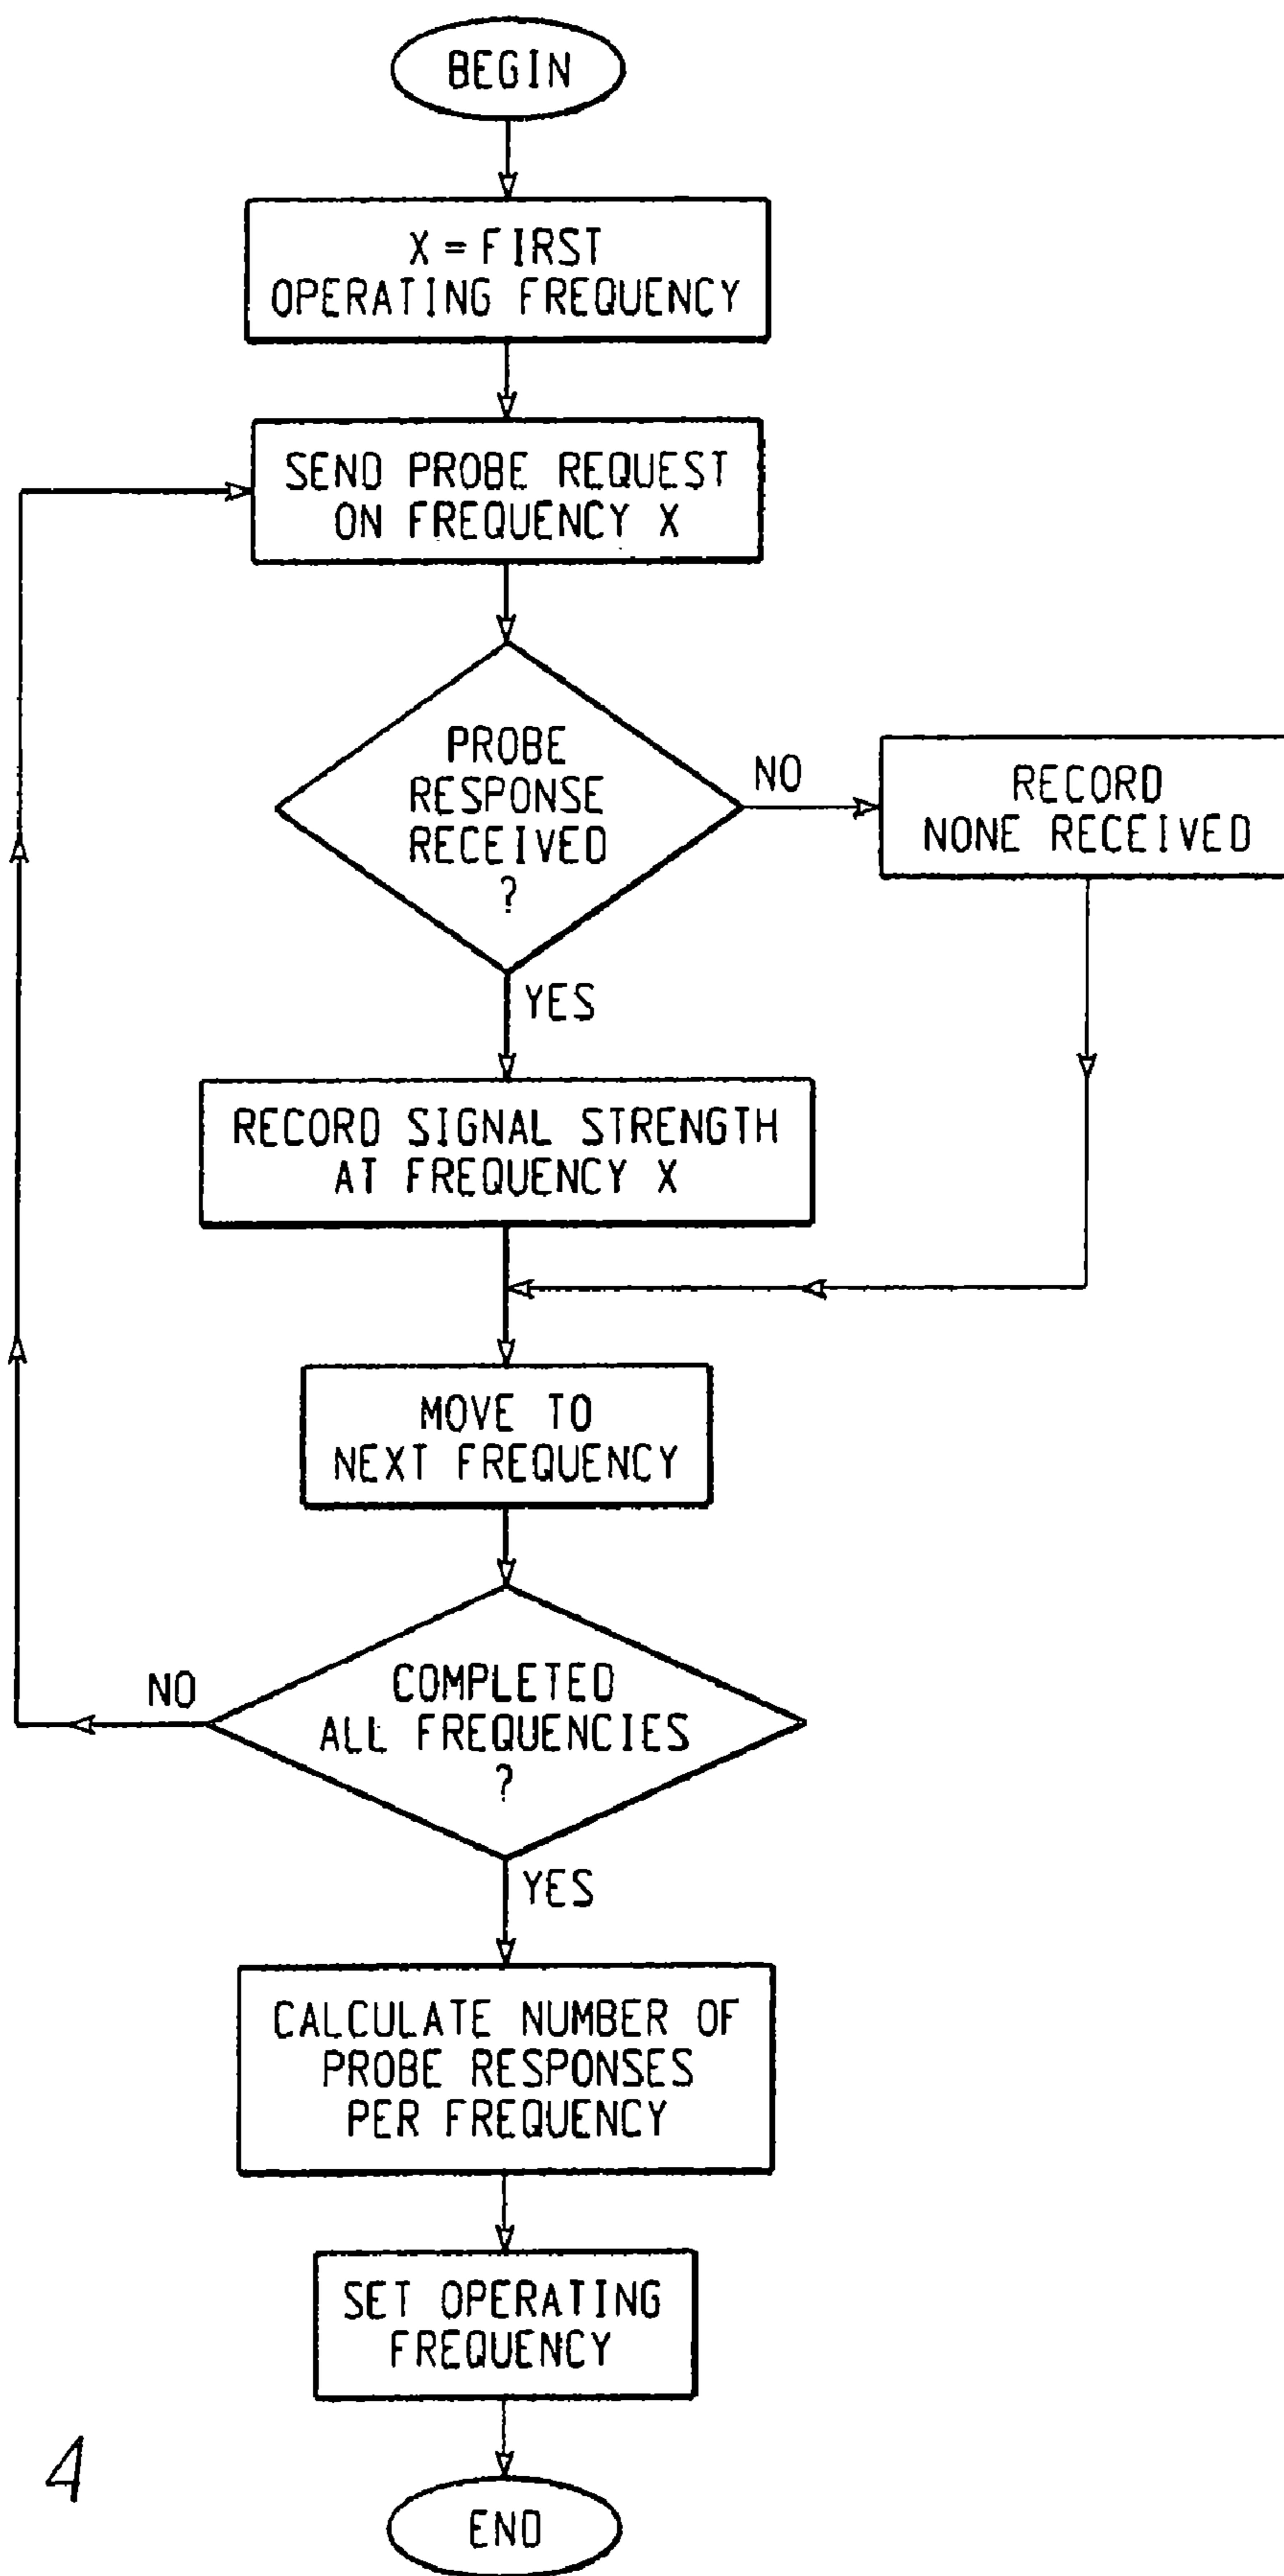 BEGIN
X = FIRST
OPERATING FREQUENCY
SEND PROBE REQUEST
ON FREQUENCY X
PROBE
RESPONSE
RECEIVED
?
NO
RECORD
NONE RECEIVED
YES
RECORD SIGNAL STRENGTH
AT FREQUENCY X
MOVE TO
NEXT FREQUENCY
COMPLETED
ALL FREQUENCIES
?
NO
YES
CALCULATE NUMBER OF
PROBE RESPONSES
PER FREQUENCY
SET OPERATING
FREQUENCY
END
4